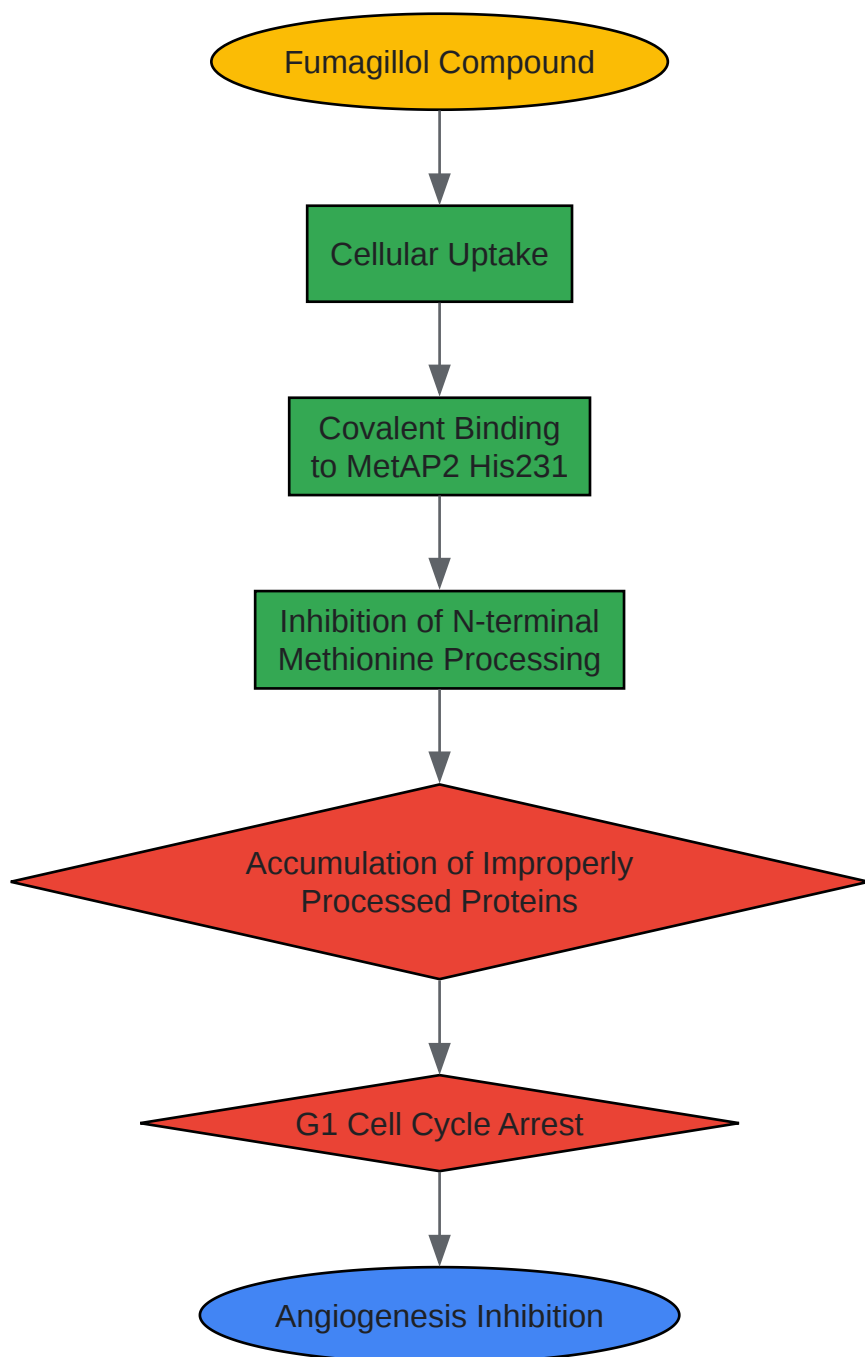 Fumagillol Compound
Cellular Uptake
Covalent Binding
to MetAP2 His231
Inhibition of N-terminal
Methionine Processing
Accumulation of Improperly
Processed Proteins
G1 Cell Cycle Arrest
Angiogenesis Inhibition